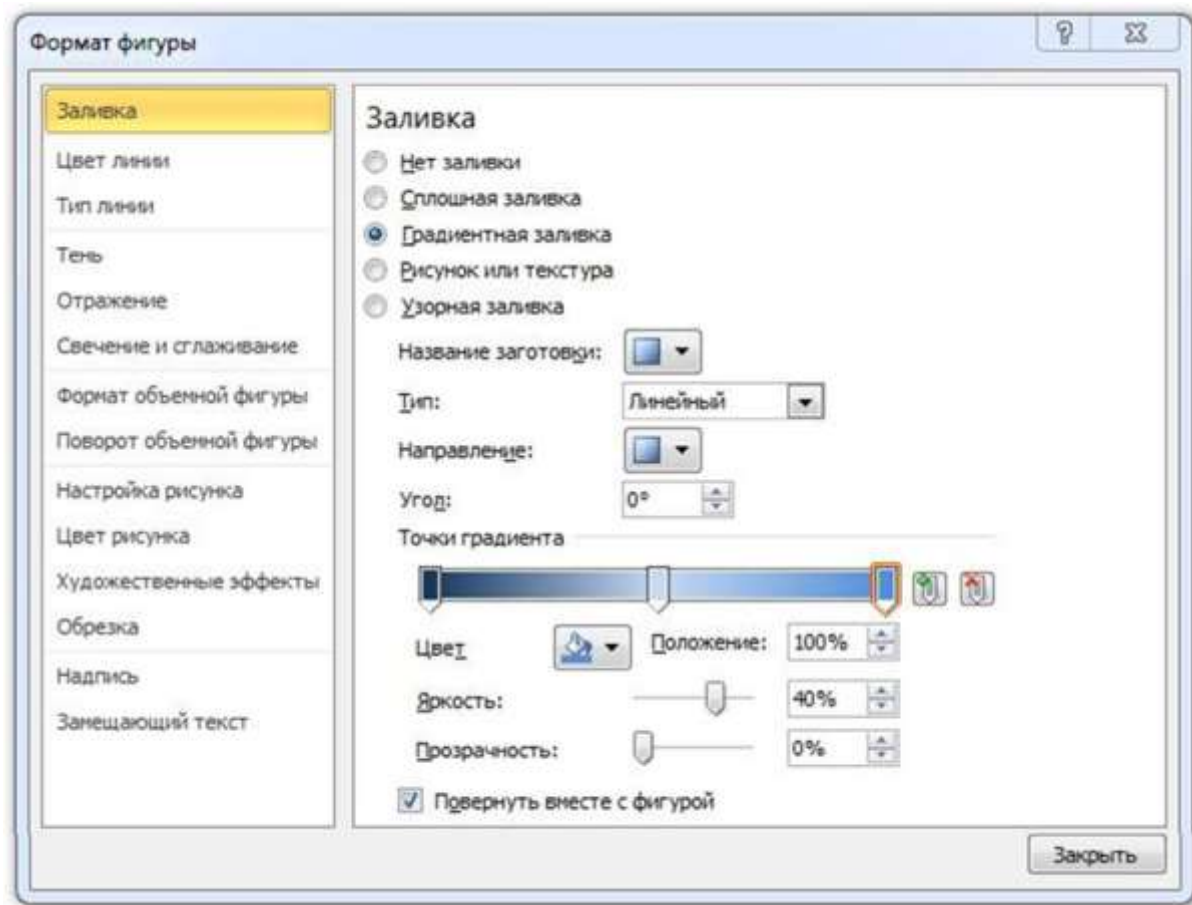 Формат фигуры
Заливка
Цвет линии
Тип линии
Тень
Отражение
Свечение и сглаживание
Формат объемной фигуры
Поворот объемной фигуры
Настройка рисунка
Цвет рисунка
Художественные эффекты
Обрезка
Надпись
Замещающий текст
Заливка
Нет заливки
Сплошная заливка
Градиентная заливка
Рисунок или текстура
Узорная заливка
Название заготовки:
Тип: Линейный
Направление:
Угол: 0°
Точки градиента
Цвет Положение: 100%
Яркость: 40%
Прозрачность: 0%
Повернуть вместе с фигурой
Закрыть